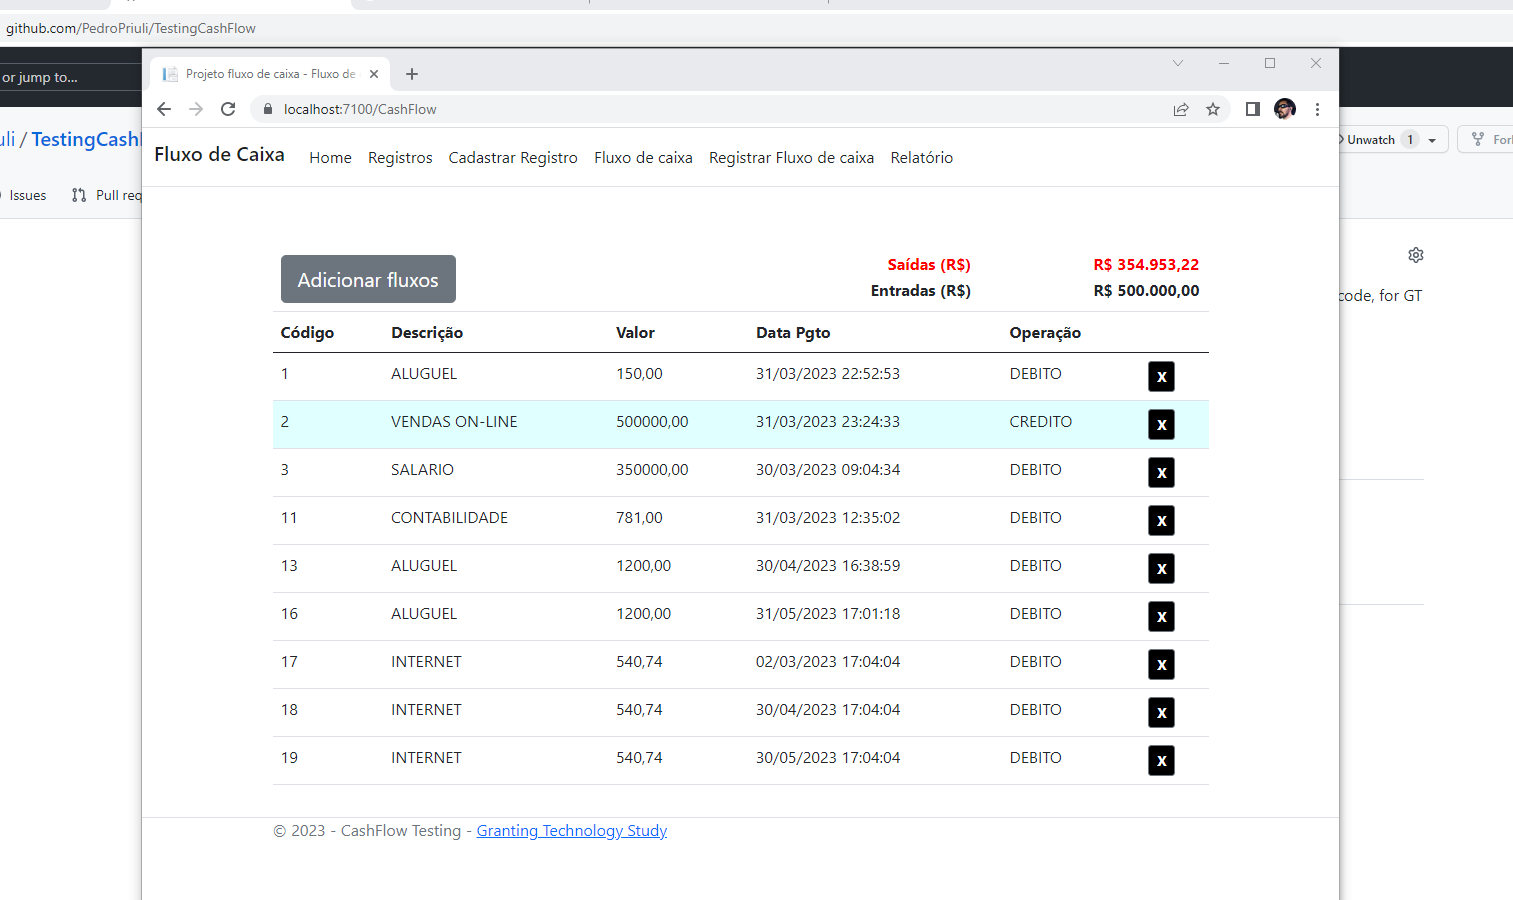 github.com/PedroPriuli/TestingCashFlow
or jump to...
Projeto fluxo de caixa - Fluxo de
localhost:7100/CashFlow
/ TestingCash
Unwatch 1
Issues
Fluxo de Caixa Home Registros Cadastrar Registro Fluxo de caixa Registrar Fluxo de caixa Relatório
Adicionar fluxos
Saídas (R$) R$ 354.953,22
Entradas (R$) R$ 500.000,00
code, for GT
Código Descrição Valor Data Pgto Operação
1 ALUGUEL 150,00 31/03/2023 22:52:53 DEBITO X
2 VENDAS ON-LINE 500000,00 31/03/2023 23:24:33 CREDITO X
3 SALARIO 350000,00 30/03/2023 09:04:34 DEBITO X
11 CONTABILIDADE 781,00 31/03/2023 12:35:02 DEBITO X
13 ALUGUEL 1200,00 30/04/2023 16:38:59 DEBITO X
16 ALUGUEL 1200,00 31/05/2023 17:01:18 DEBITO X
17 INTERNET 540,74 02/03/2023 17:04:04 DEBITO X
18 INTERNET 540,74 30/04/2023 17:04:04 DEBITO X
19 INTERNET 540,74 30/05/2023 17:04:04 DEBITO X
© 2023 - CashFlow Testing - Granting Technology Study